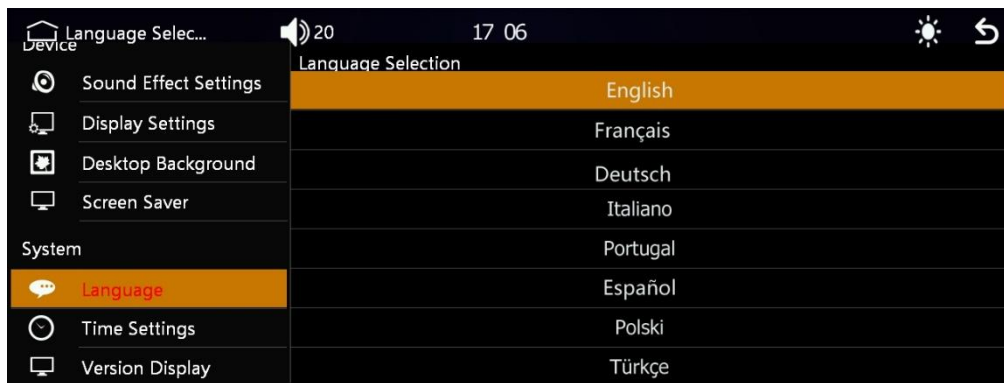 Language Selec...
20
17 06
Device
Sound Effect Settings
Display Settings
Desktop Background
Screen Saver
System
Language
Time Settings
Version Display
Language Selection
English
Français
Deutsch
Italiano
Portugal
Español
Polski
Türkçe